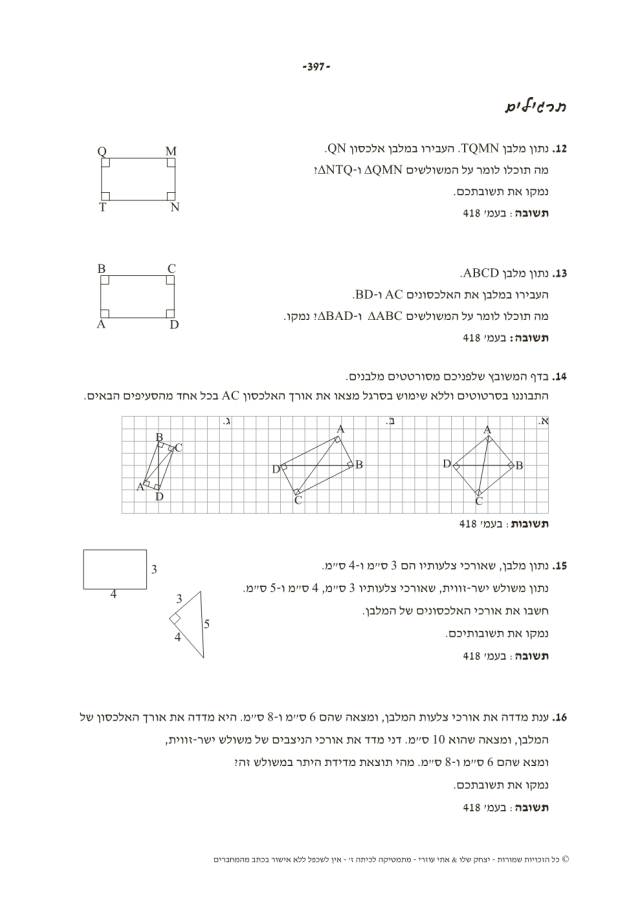 -397-
תרגילים
12. נתון מלבן TQMN. העבירו במלבן אלכסון QN.
מה תוכלו לומר על המשולשים ΔQMN ו-ΔNTQ?
נמקו את תשובתכם.
תשובה : בעמ׳ 418
Q M
T N
13. נתון מלבן ABCD.
העבירו במלבן את האלכסונים AC ו-BD.
מה תוכלו לומר על המשולשים ΔABC ו-ΔBAD? נמקו.
תשובה: בעמ׳ 418
B C
A D
14. בדף המשובץ שלפניכם מסורטטים מלבנים.
התבוננו בסרטוטים וללא שימוש בסרגל מצאו את אורך האלכסון AC בכל אחד מהסעיפים הבאים.
א. ב. ג.
A
D B
C
A
D B
C
B
C
A
D
תשובות : בעמ׳ 418
15. נתון מלבן, שאורכי צלעותיו הם 3 ס״מ ו-4 ס״מ.
נתון משולש ישר-זווית, שאורכי צלעותיו 3 ס״מ, 4 ס״מ ו-5 ס״מ.
חשבו את אורכי האלכסונים של המלבן.
נמקו את תשובותיכם.
תשובה : בעמ׳ 418
3
4
3
5
4
16. ענת מדדה את אורכי צלעות המלבן, ומצאה שהם 6 ס״מ ו-8 ס״מ. היא מדדה את אורך האלכסון של
המלבן, ומצאה שהוא 10 ס״מ. דני מדד את אורכי הניצבים של משולש ישר-זווית,
ומצא שהם 6 ס״מ ו-8 ס״מ. מהי תוצאת מדידת היתר במשולש זה?
נמקו את תשובתכם.
תשובה : בעמ׳ 418
© כל הזכויות שמורות - יצחק שלו & אתי עוזרי - מתמטיקה לכיתה ז׳ - אין לשכפל ללא אישור בכתב מהמחברים